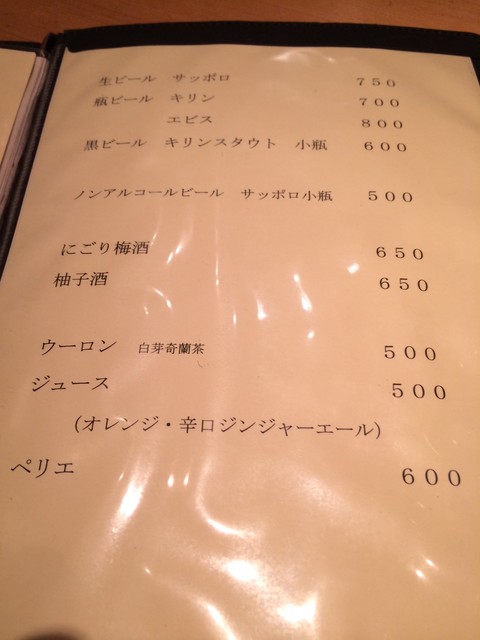 生ビール　サッポロ　７５０
瓶ビール　キリン　７００
エビス　８００
黒ビール　キリンスタウト　小瓶　６００
ノンアルコールビール　サッポロ小瓶　５００
にごり梅酒　６５０
柚子酒　６５０
ウーロン　白芽奇蘭茶　５００
ジュース　５００
（オレンジ・辛口ジンジャーエール）
ペリエ　６００